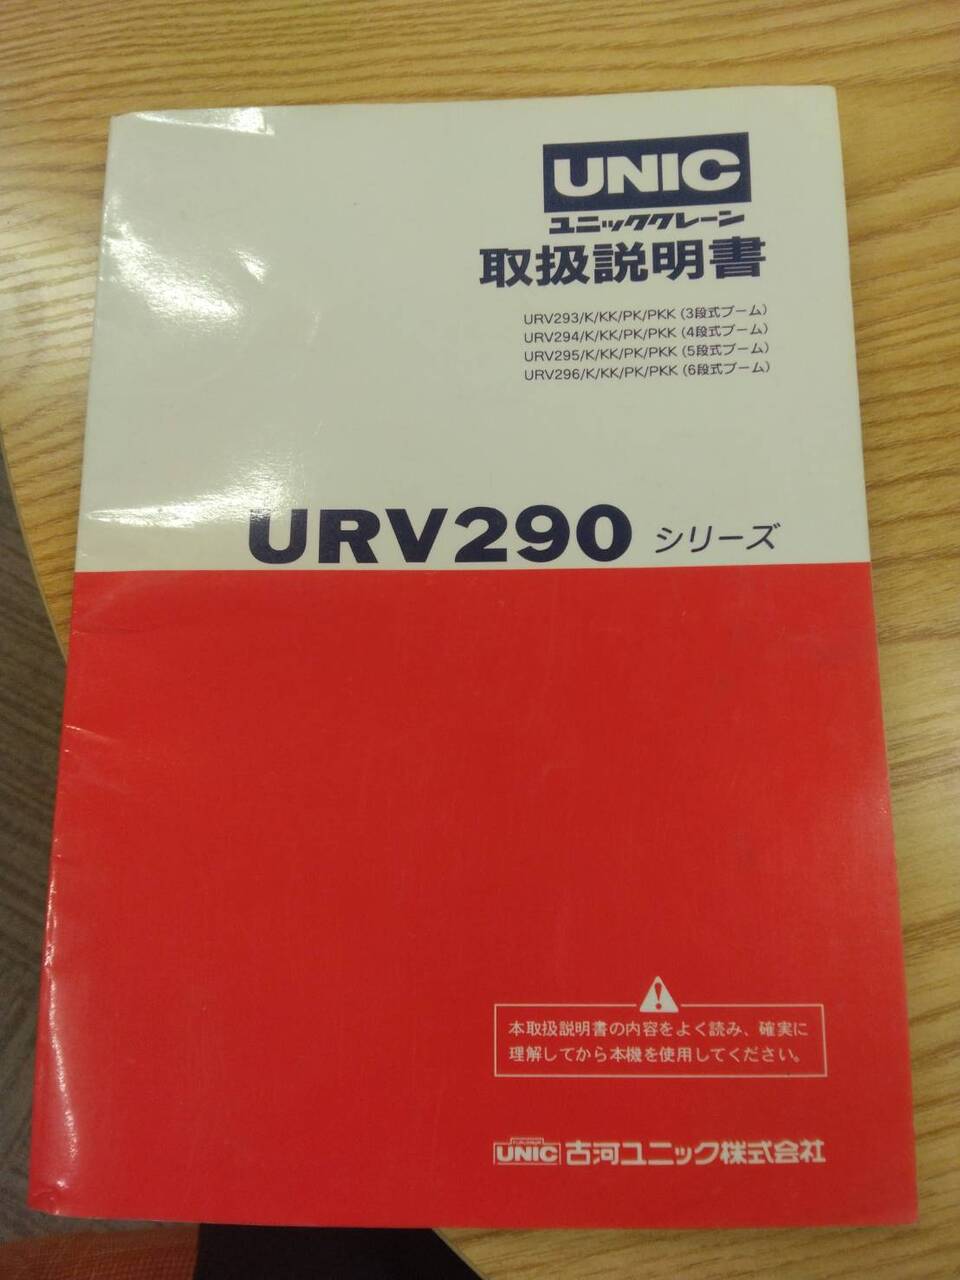 UNIC
ユニッククレーン
取扱説明書
URV293/K/KK/PK/PKK (3段式ブーム)
URV294/K/KK/PK/PKK (4段式ブーム)
URV295/K/KK/PK/PKK (5段式ブーム)
URV296/K/KK/PK/PKK (6段式ブーム)
URV290 シリーズ
本取扱説明書の内容をよく読み、確実に
理解してから本機を使用してください。
UNIC 古河ユニック株式会社